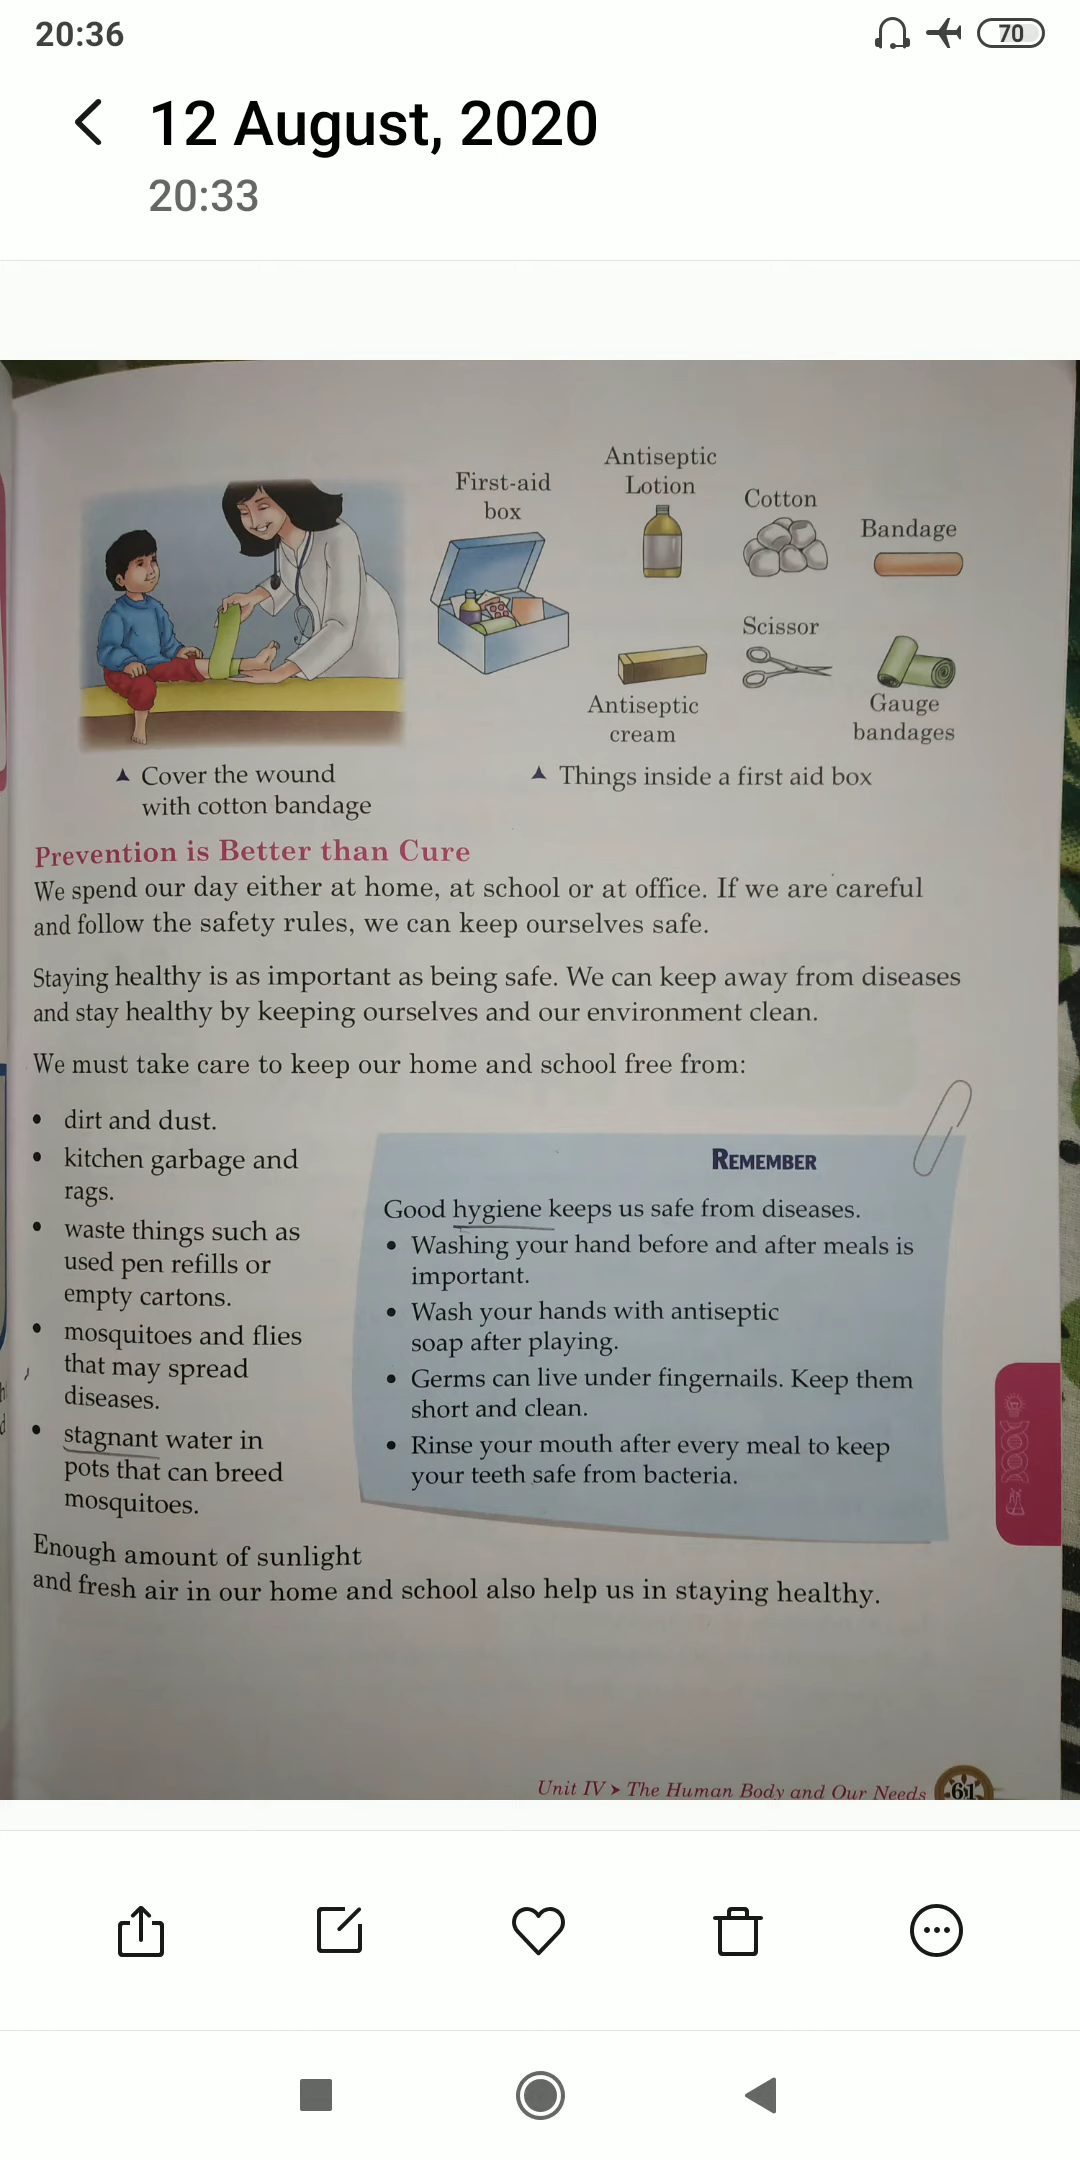 20:36
70
12 August, 2020
20:33
First-aid
box
Antiseptic
Lotion
Cotton
Bandage
Scissor
Antiseptic
cream
Gauge
bandages
Cover the wound
with cotton bandage
Things inside a first aid box
Prevention is Better than Cure
We spend our day either at home, at school or at office. If we are careful
and follow the safety rules, we can keep ourselves safe.
Staying healthy is as important as being safe. We can keep away from diseases
and stay healthy by keeping ourselves and our environment clean.
We must take care to keep our home and school free from:
• dirt and dust.
• kitchen garbage and
rags.
• waste things such as
used pen refills or
empty cartons.
• mosquitoes and flies
that may spread
diseases.
• stagnant water in
pots that can breed
mosquitoes.
REMEMBER
Good hygiene keeps us safe from diseases.
• Washing your hand before and after meals is
important.
• Wash your hands with antiseptic
soap after playing.
• Germs can live under fingernails. Keep them
short and clean.
• Rinse your mouth after every meal to keep
your teeth safe from bacteria.
Enough amount of sunlight
and fresh air in our home and school also help us in staying healthy.
Unit IV ➤ The Human Body and Our Needs
61